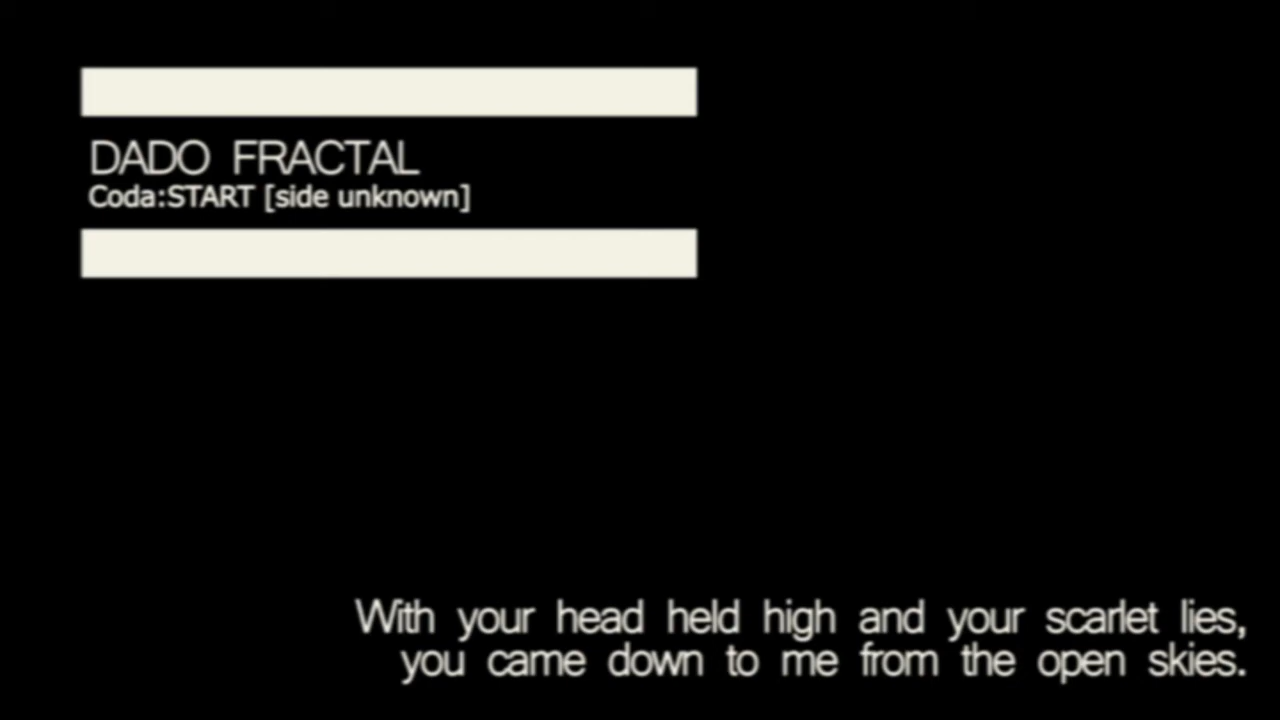 DADO FRACTAL
Coda:START [side unknown]
With your head held high and your scarlet lies,
you came down to me from the open skies.